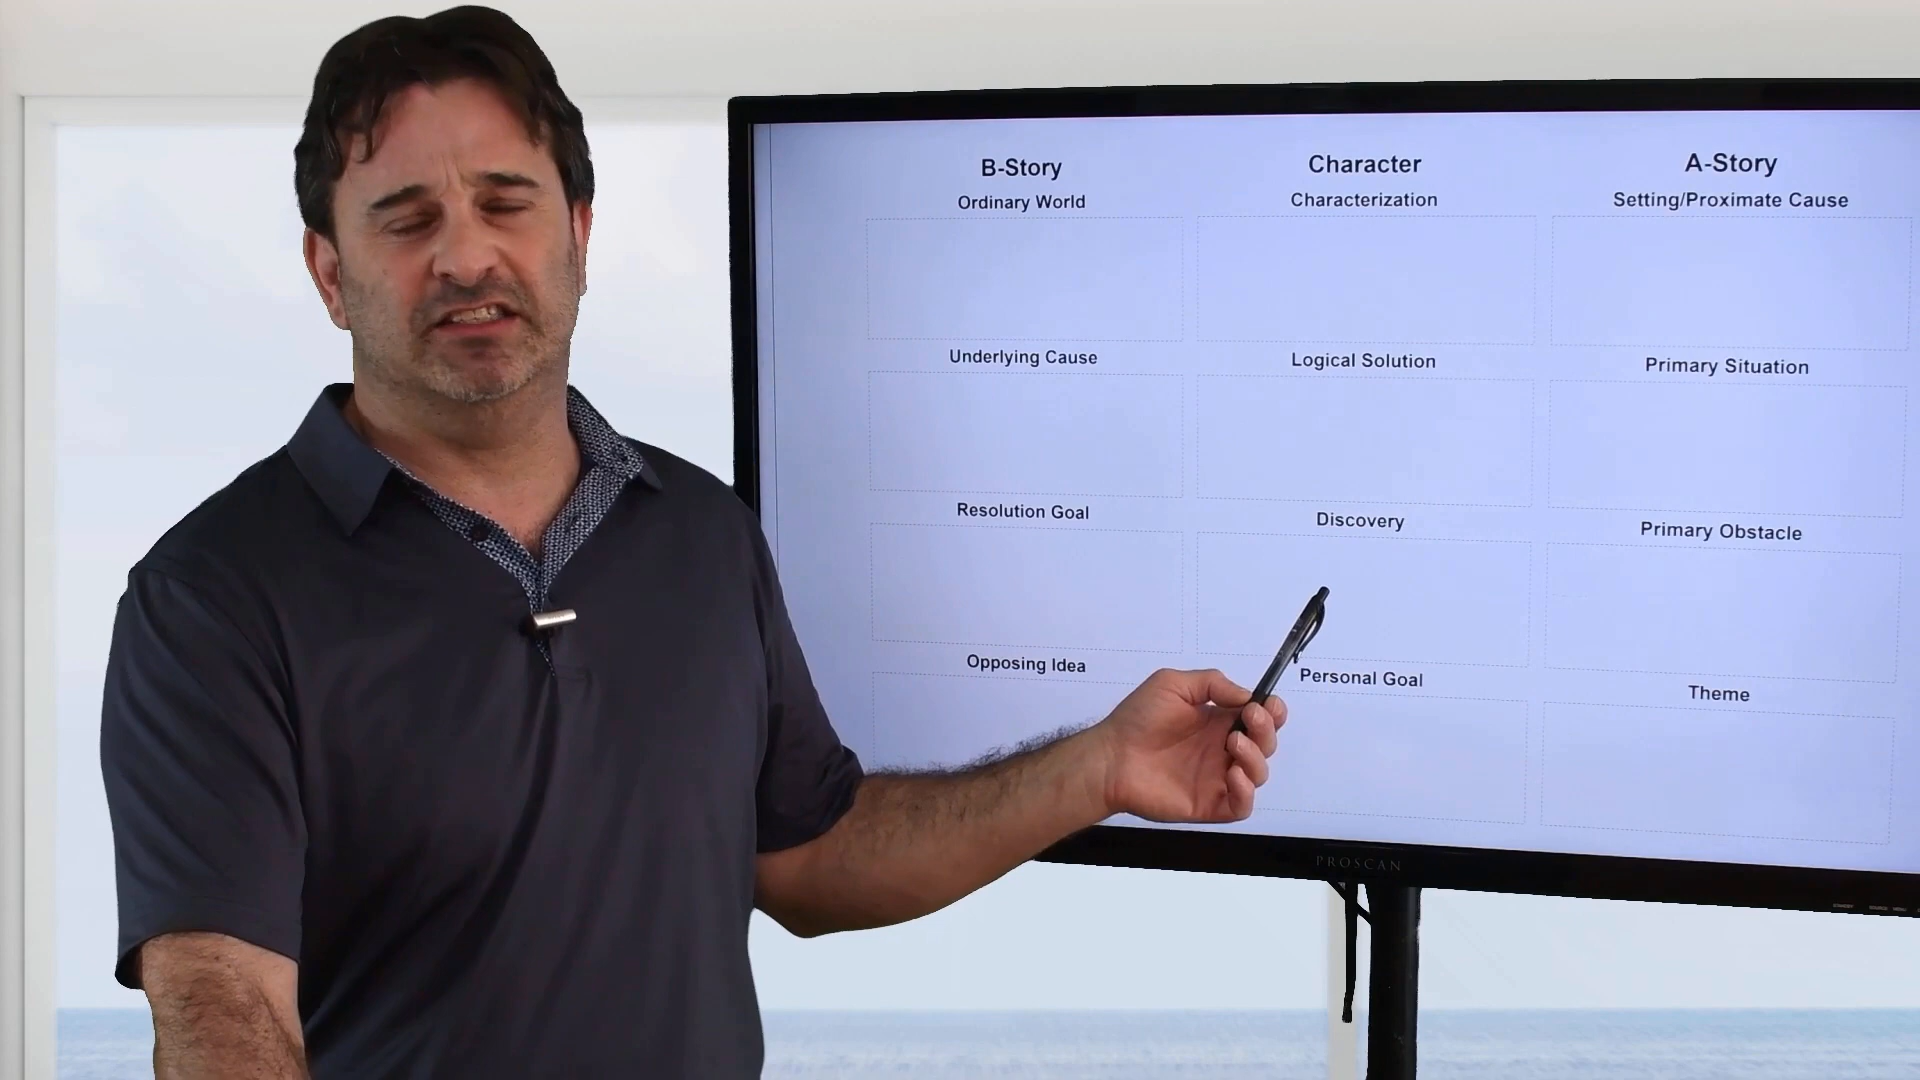 B-Story Character A-Story
Ordinary World Characterization Setting/Proximate Cause
Underlying Cause Logical Solution Primary Situation
Resolution Goal Discovery Primary Obstacle
Opposing Idea Personal Goal Theme
PROSCAN